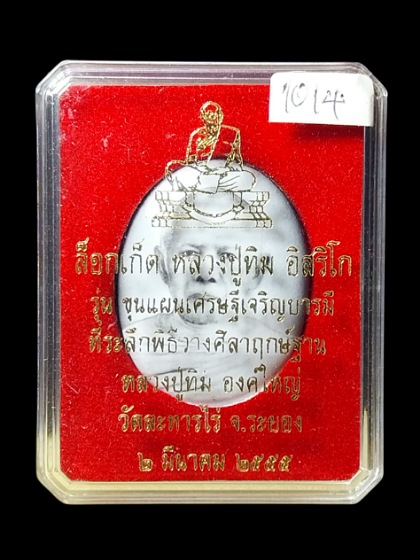 1014
ล็อกเก็ต หลวงปู่ทิม อิสริโก
รุ่น ขุนแผนเศรษฐีเจริญบารมี
ที่ระลึกพิธีวางศิลาฤกษ์ฐาน
หลวงปู่ทิม องค์ใหญ่
วัดละหารไร่ จ.ระยอง
๒ มีนาคม ๒๕๕๕